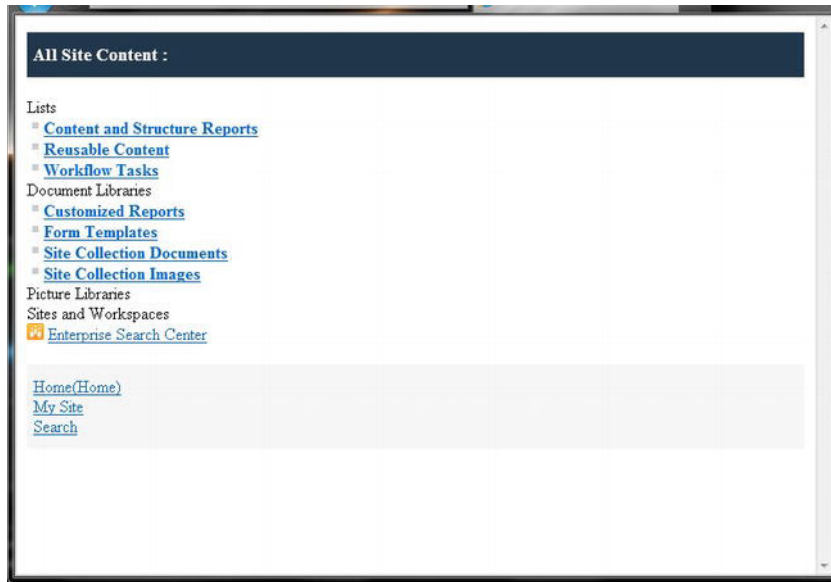 All Site Content :
Lists
Content and Structure Reports
Reusable Content
Workflow Tasks
Document Libraries
Customized Reports
Form Templates
Site Collection Documents
Site Collection Images
Picture Libraries
Sites and Workspaces
Enterprise Search Center
Home(Home)
My Site
Search